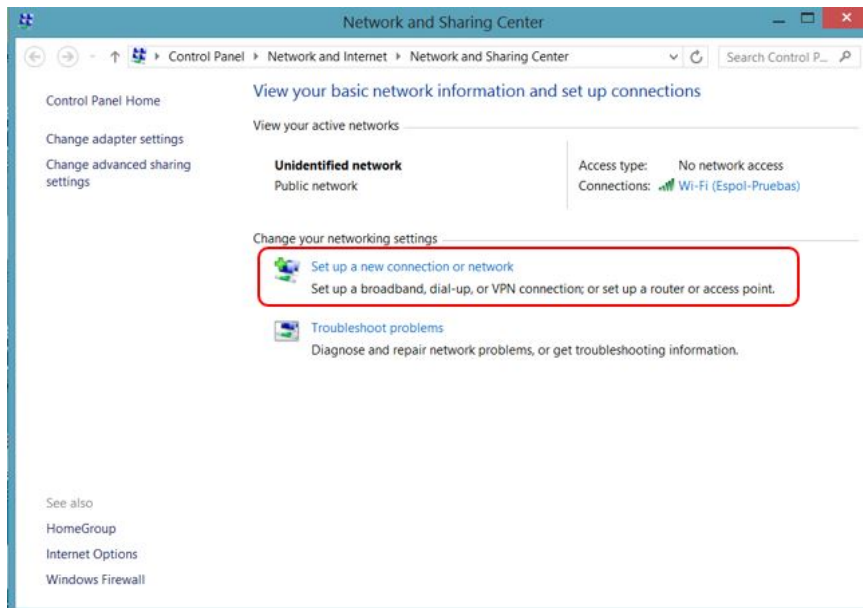 Network and Sharing Center
Control Panel Network and Internet Network and Sharing Center
Search Control P...
Control Panel Home
Change adapter settings
Change advanced sharing
settings
View your basic network information and set up connections
View your active networks
Unidentified network
Public network
Access type: No network access
Connections: Wi-Fi (Espol-Pruebas)
Change your networking settings
Set up a new connection or network
Set up a broadband, dial-up, or VPN connection; or set up a router or access point.
Troubleshoot problems
Diagnose and repair network problems, or get troubleshooting information.
See also
HomeGroup
Internet Options
Windows Firewall